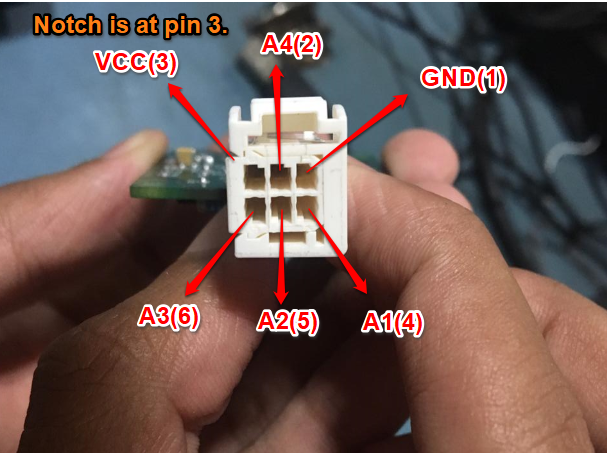 Notch is at pin 3.
A4(2)
VCC(3)
GND(1)
A3(6)
A2(5)
A1(4)